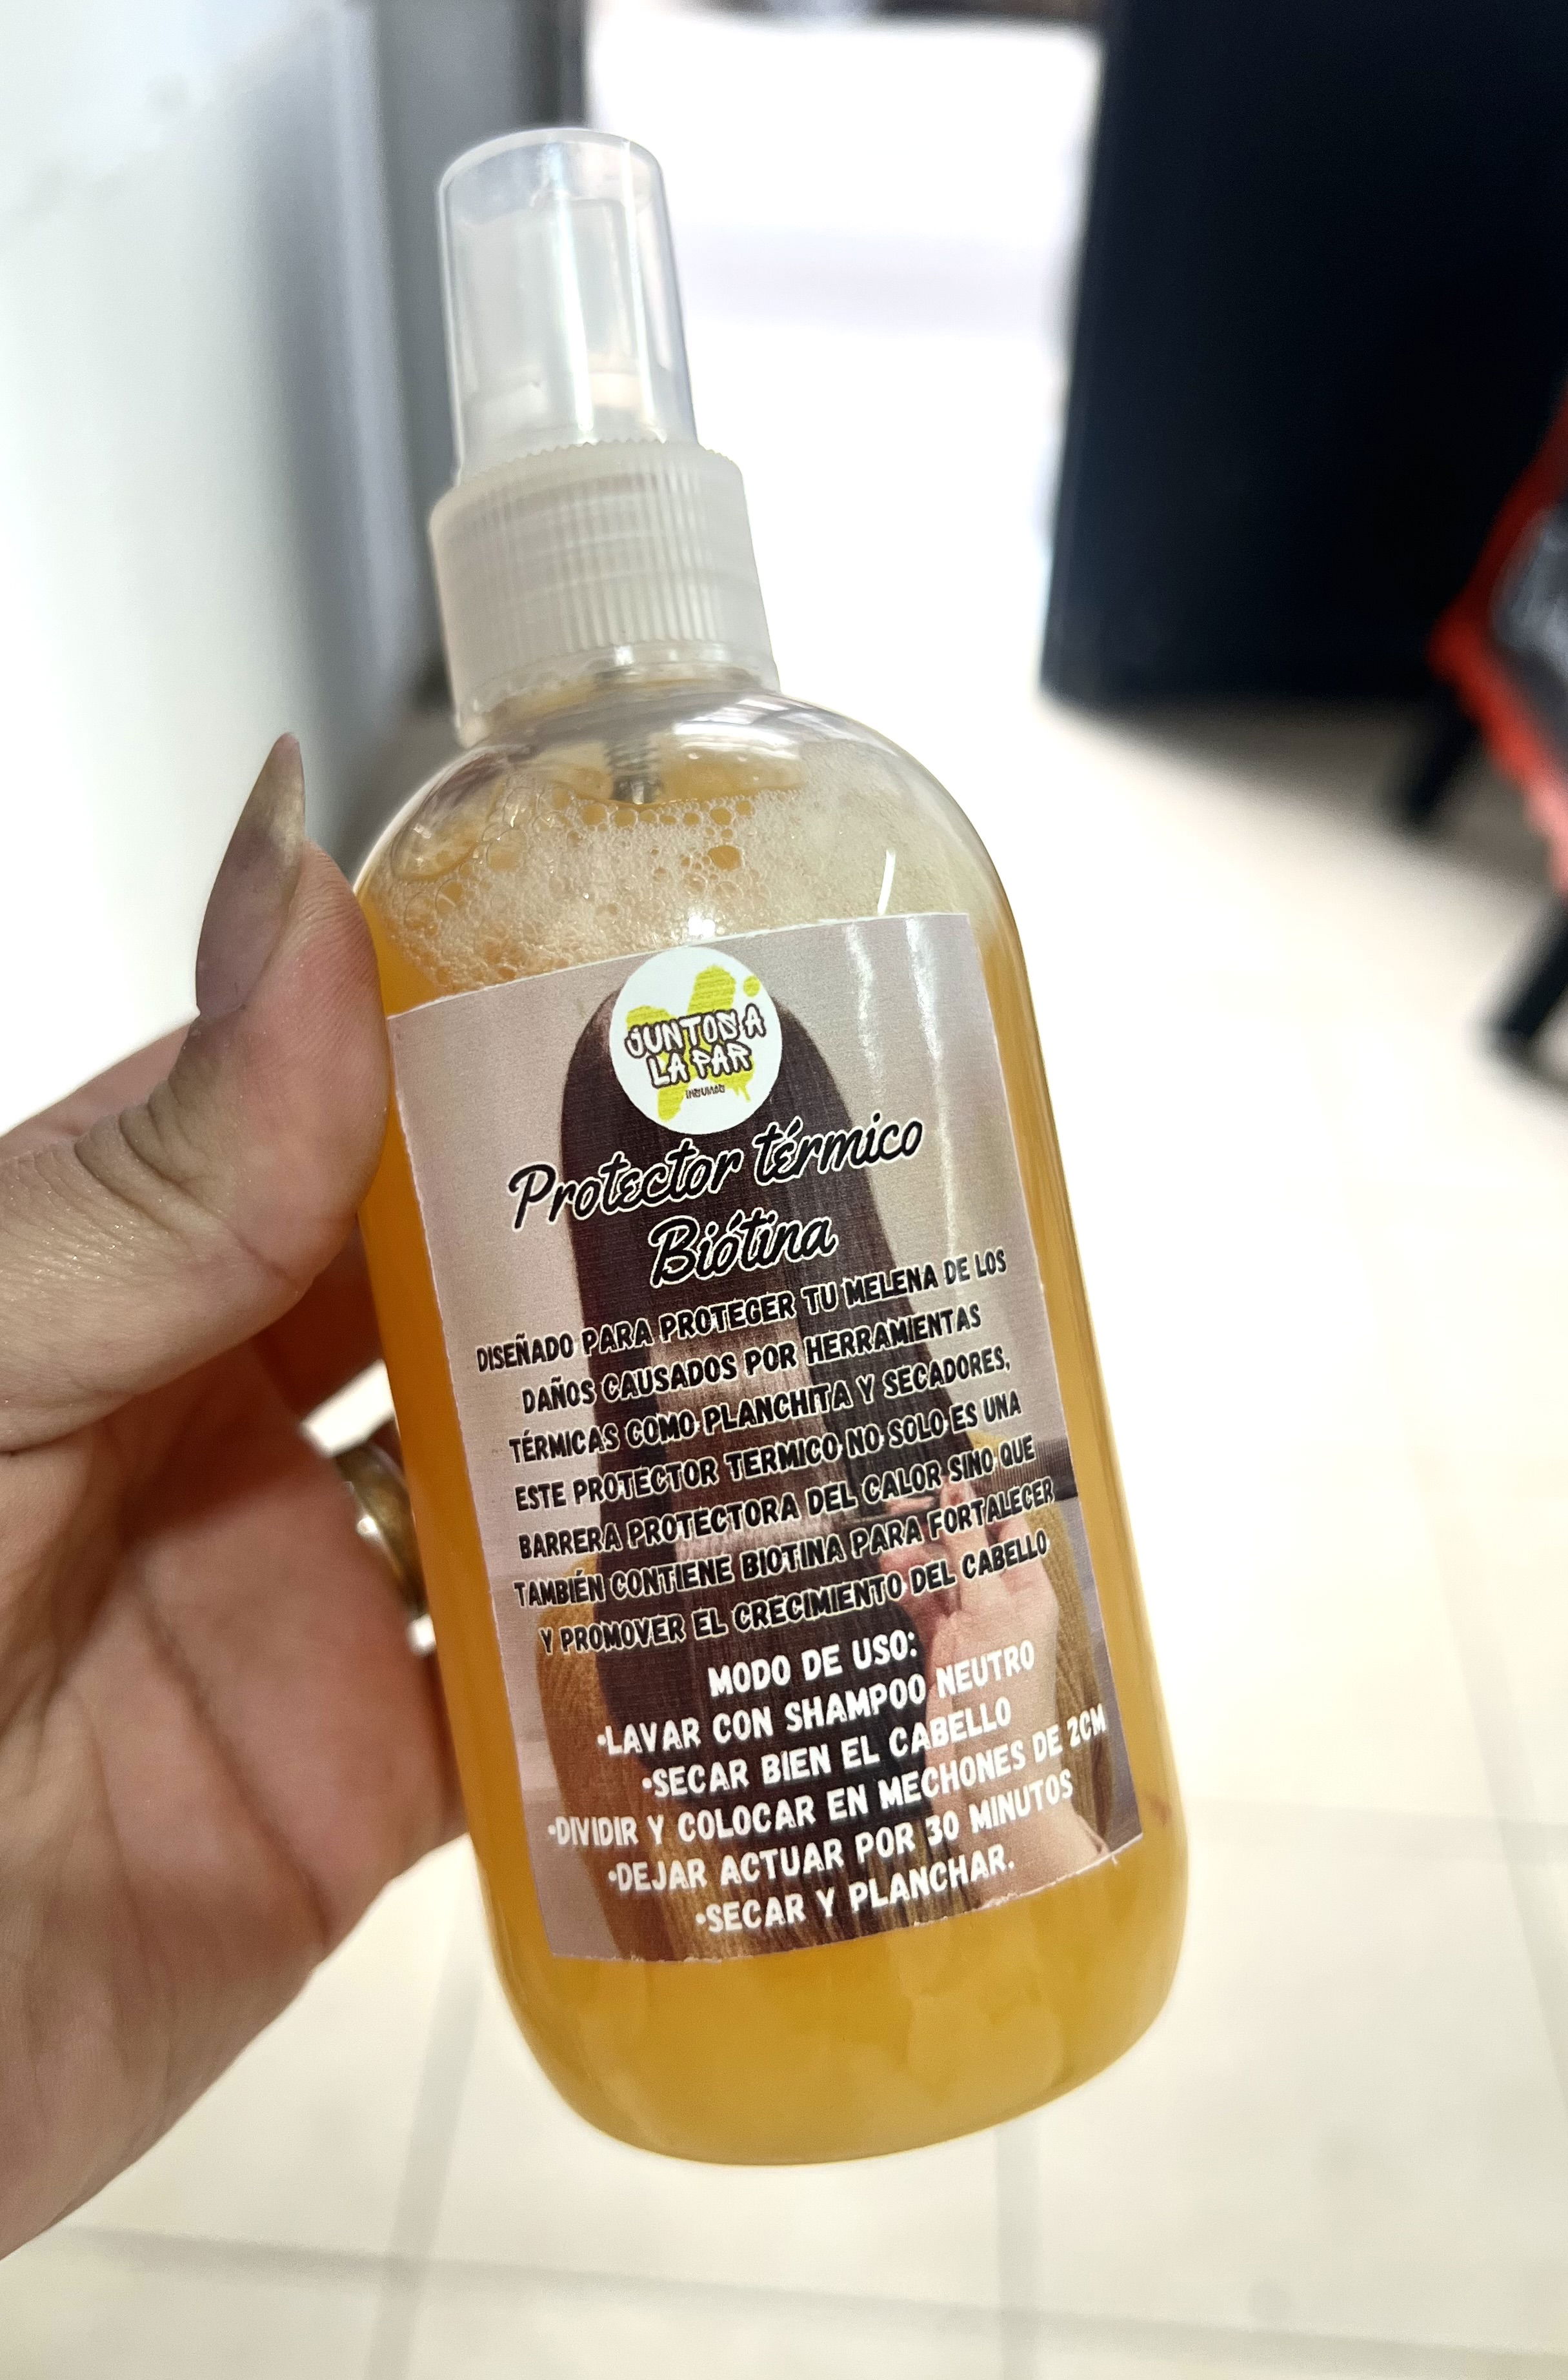 JUNTOS A
LA PAR
Protector térmico
Biótina
DISEÑADO PARA PROTEGER TU MELENA DE LOS
DAÑOS CAUSADOS POR HERRAMIENTAS
TÉRMICAS COMO PLANCHITA Y SECADORES,
ESTE PROTECTOR TERMICO NO SOLO ES UNA
BARRERA PROTECTORA DEL CALOR SINO QUE
TAMBIÉN CONTIENE BIOTINA PARA FORTALECER
Y PROMOVER EL CRECIMIENTO DEL CABELLO
MODO DE USO:
•LAVAR CON SHAMPOO NEUTRO
•SECAR BIEN EL CABELLO
•DIVIDIR Y COLOCAR EN MECHONES DE 2CM
•DEJAR ACTUAR POR 30 MINUTOS
•SECAR Y PLANCHAR.